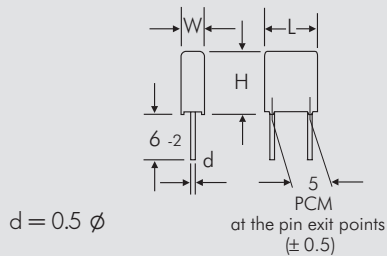 W
L
H
6 -2
d
5
PCM
at the pin exit points
(± 0.5)
d = 0.5 ϕ